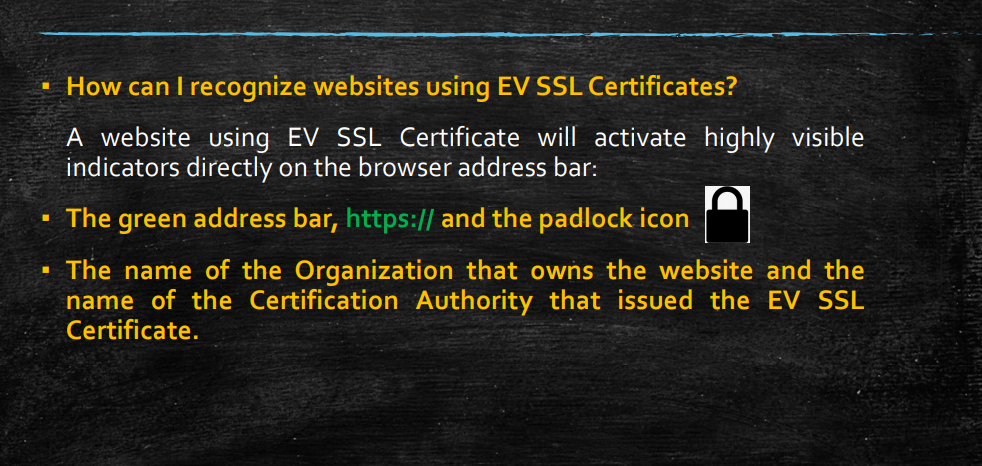 ▪ How can I recognize websites using EV SSL Certificates?
A website using EV SSL Certificate will activate highly visible
indicators directly on the browser address bar:
▪ The green address bar, https:// and the padlock icon
▪ The name of the Organization that owns the website and the
name of the Certification Authority that issued the EV SSL
Certificate.